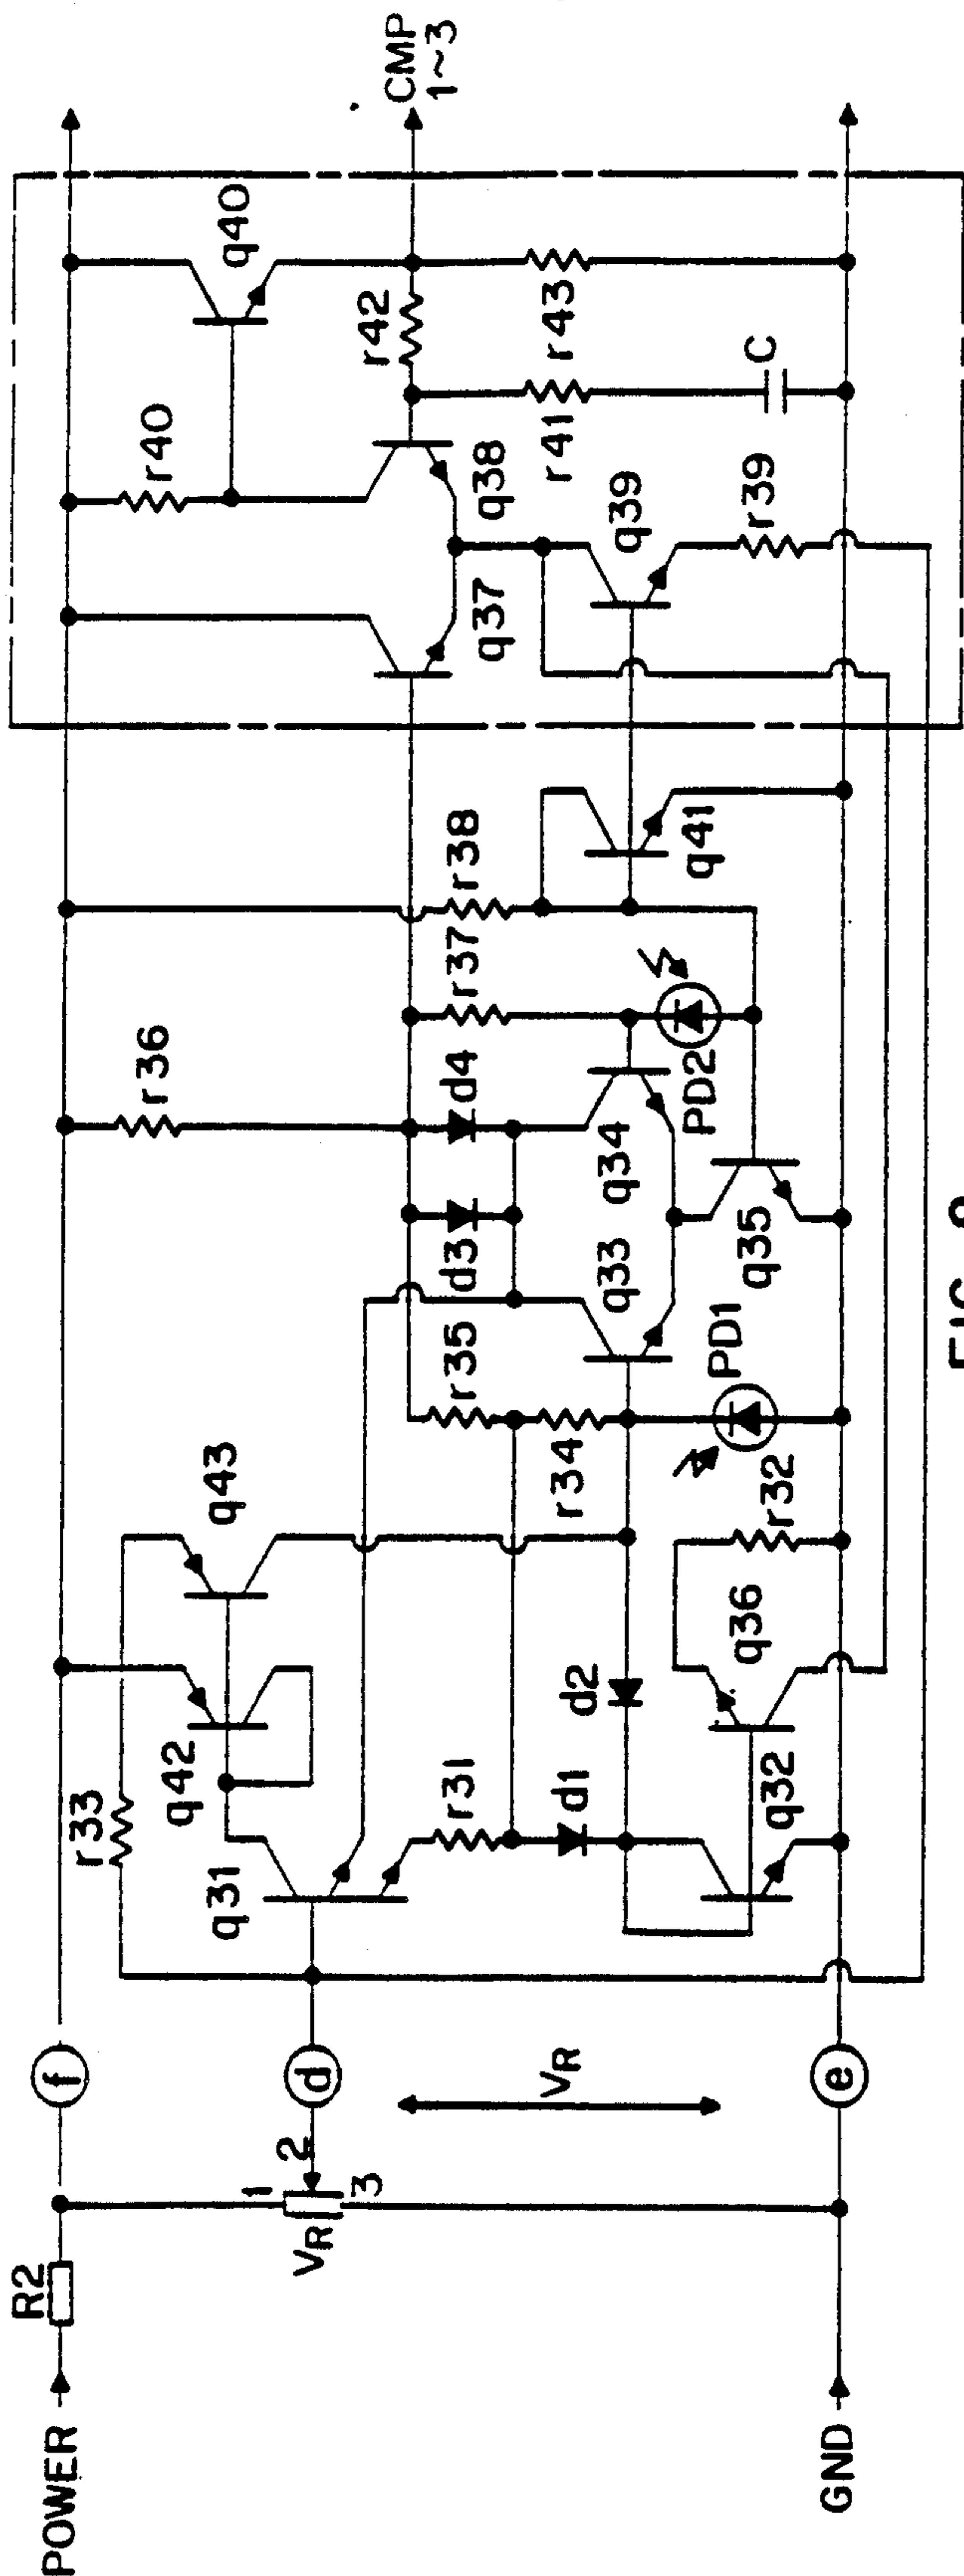 POWER
R2
f
1
2
3
VR
d
VR
GND
e
r33
q42
q43
q31
r31
d1
d2
q32
q36
r32
r34
r35
PD1
q33
d3
d4
r36
q34
q35
PD2
r37
r38
q41
q37
q38
q39
r39
r40
q40
r41
r42
r43
C
CMP
1~3